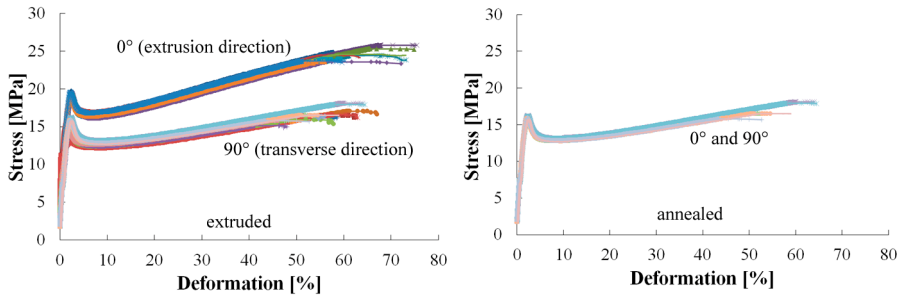 30
25
20
15
10
5
0
Stress [MPa]
0° (extrusion direction)
90° (transverse direction)
extruded
0 10 20 30 40 50 60 70 80
Deformation [%]
30
25
20
15
10
5
0
Stress [MPa]
0° and 90°
annealed
0 10 20 30 40 50 60 70 80
Deformation [%]